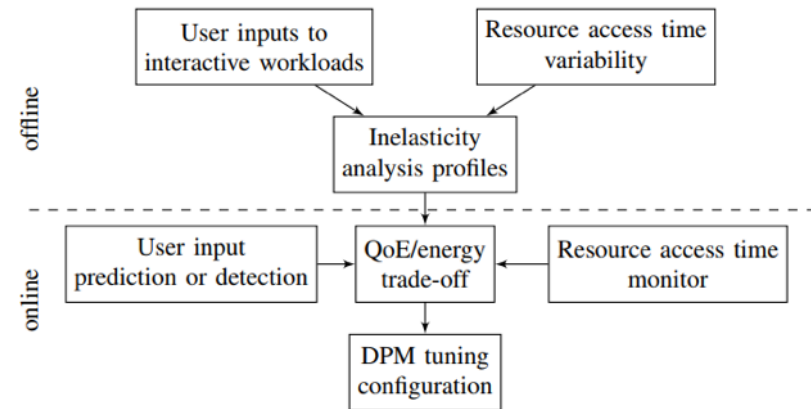 User inputs to
interactive workloads
Resource access time
variability
offline
Inelasticity
analysis profiles
User input
prediction or detection
QoE/energy
trade-off
Resource access time
monitor
online
DPM tuning
configuration